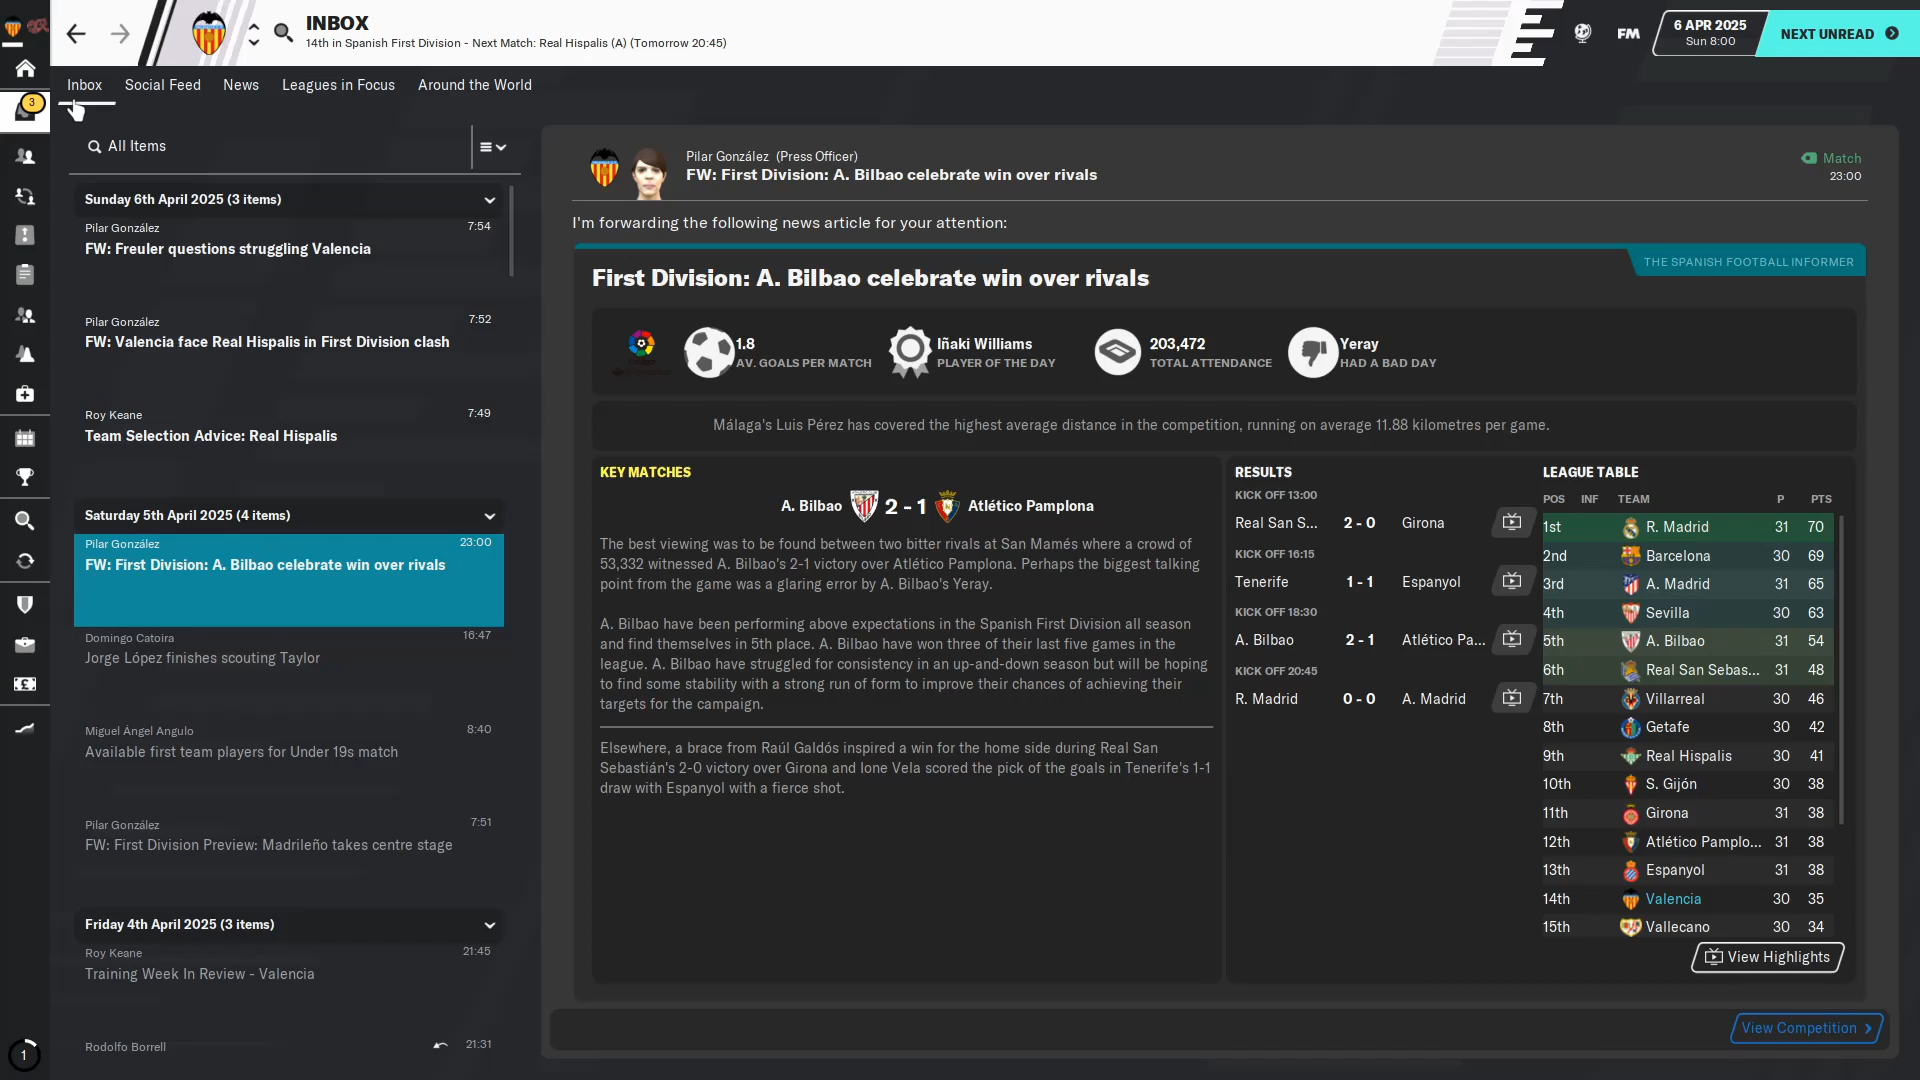 INBOX
14th in Spanish First Division - Next Match: Real Hispalis (A) (Tomorrow 20:45)
FM
6 APR 2025
Sun 8:00
NEXT UNREAD
3
Inbox
Social Feed
News
Leagues in Focus
Around the World
All Items
Sunday 6th April 2025 (3 items)
Pilar González 7:54
FW: Freuler questions struggling Valencia
Pilar González 7:52
FW: Valencia face Real Hispalis in First Division clash
Roy Keane 7:49
Team Selection Advice: Real Hispalis
Saturday 5th April 2025 (4 items)
Pilar González 23:00
FW: First Division: A. Bilbao celebrate win over rivals
Domingo Catoira 16:47
Jorge López finishes scouting Taylor
Miguel Ángel Angulo 8:40
Available first team players for Under 19s match
Pilar González 7:51
FW: First Division Preview: Madrileño takes centre stage
Friday 4th April 2025 (3 items)
Roy Keane 21:45
Training Week In Review - Valencia
Rodolfo Borrell 21:31
1
Pilar González (Press Officer)
FW: First Division: A. Bilbao celebrate win over rivals
Match
23:00
I'm forwarding the following news article for your attention:
THE SPANISH FOOTBALL INFORMER
First Division: A. Bilbao celebrate win over rivals
1.8
AV. GOALS PER MATCH
Iñaki Williams
PLAYER OF THE DAY
203,472
TOTAL ATTENDANCE
Yeray
HAD A BAD DAY
Málaga's Luis Pérez has covered the highest average distance in the competition, running on average 11.88 kilometres per game.
KEY MATCHES
A. Bilbao 2 - 1 Atlético Pamplona
The best viewing was to be found between two bitter rivals at San Mamés where a crowd of
53,332 witnessed A. Bilbao's 2-1 victory over Atlético Pamplona. Perhaps the biggest talking
point from the game was a glaring error by A. Bilbao's Yeray.
A. Bilbao have been performing above expectations in the Spanish First Division all season
and find themselves in 5th place. A. Bilbao have won three of their last five games in the
league. A. Bilbao have struggled for consistency in an up-and-down season but will be hoping
to find some stability with a strong run of form to improve their chances of achieving their
targets for the campaign.
Elsewhere, a brace from Raúl Galdós inspired a win for the home side during Real San
Sebastián's 2-0 victory over Girona and Ione Vela scored the pick of the goals in Tenerife's 1-1
draw with Espanyol with a fierce shot.
RESULTS
KICK OFF 13:00
Real San S... 2 - 0 Girona
KICK OFF 16:15
Tenerife 1 - 1 Espanyol
KICK OFF 18:30
A. Bilbao 2 - 1 Atlético Pa...
KICK OFF 20:45
R. Madrid 0 - 0 A. Madrid
LEAGUE TABLE
POS INF TEAM P PTS
1st R. Madrid 31 70
2nd Barcelona 30 69
3rd A. Madrid 31 65
4th Sevilla 30 63
5th A. Bilbao 31 54
6th Real San Sebas... 31 48
7th Villarreal 30 46
8th Getafe 30 42
9th Real Hispalis 30 41
10th S. Gijón 30 38
11th Girona 31 38
12th Atlético Pamplo... 31 38
13th Espanyol 31 38
14th Valencia 30 35
15th Vallecano 30 34
View Highlights
View Competition